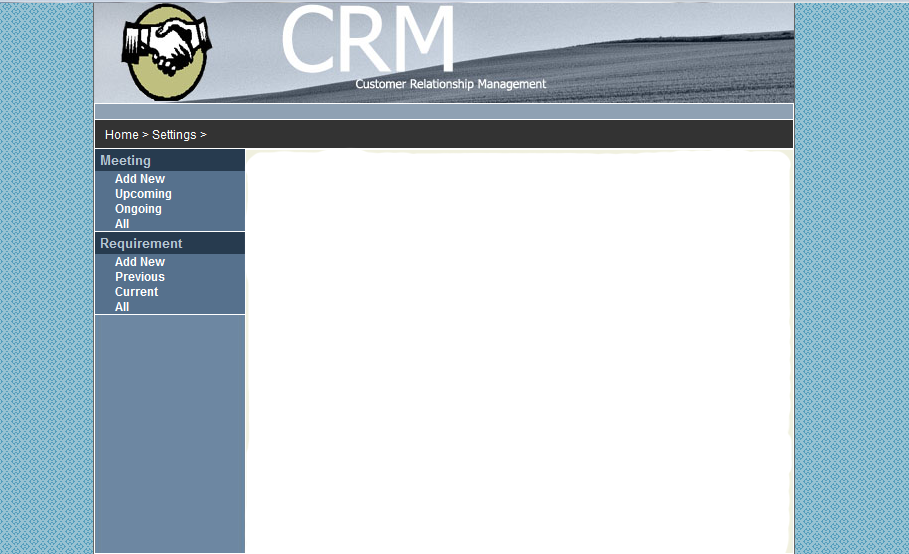 CRM
Customer Relationship Management
Home > Settings >
Meeting
Add New
Upcoming
Ongoing
All
Requirement
Add New
Previous
Current
All